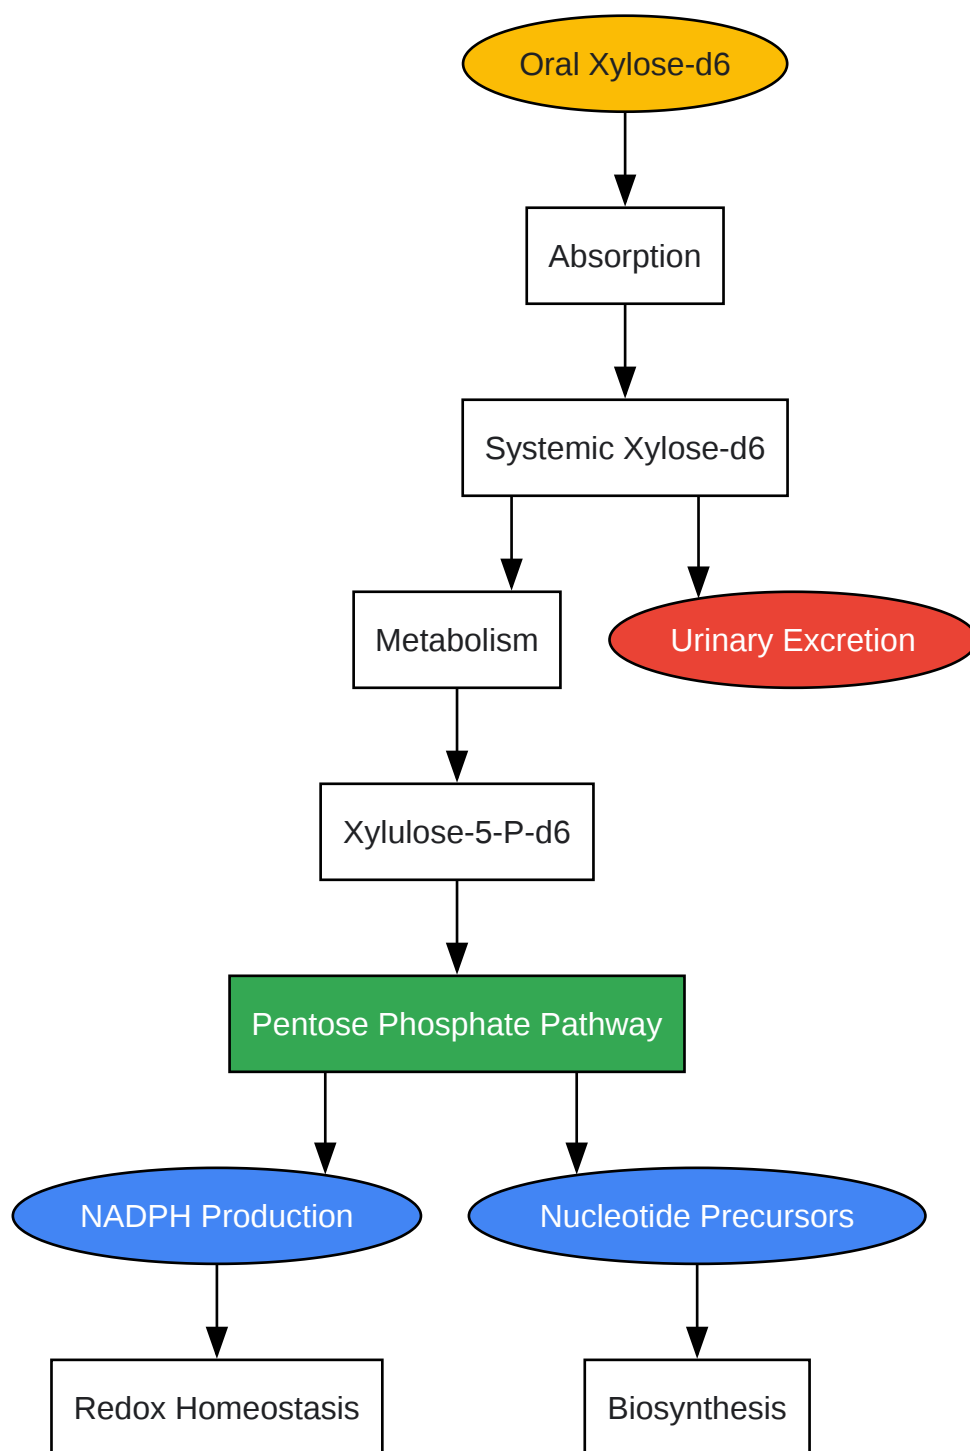 Oral Xylose-d6
Absorption
Systemic Xylose-d6
Metabolism
Urinary Excretion
Xylulose-5-P-d6
Pentose Phosphate Pathway
NADPH Production
Nucleotide Precursors
Redox Homeostasis
Biosynthesis